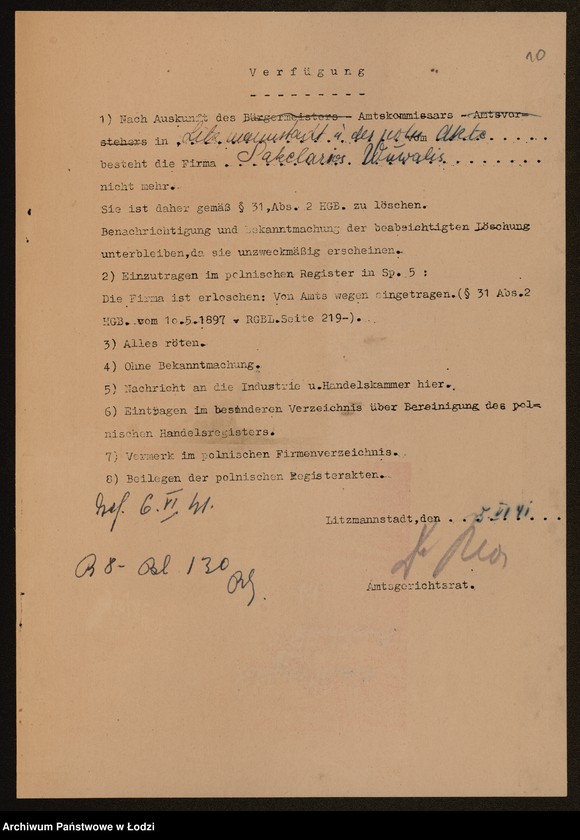 10
Verfügung
- - - - - - - - -
1) Nach Auskunft des Bürgermeisters - Amtskommissars - Amtsvor=
stehers in Litzmannstadt u. der poln. Akte
besteht die Firma
nicht mehr.
Sie ist daher gemäß § 31,Abs. 2 HGB. zu löschen.
Benachrichtigung und Bekanntmachung der beabsichtigten Löschung
unterbleiben,da sie unzweckmäßig erscheinen.
2) Einzutragen im polnischen Register in Sp. 5 :
Die Firma ist erloschen: Von Amts wegen eingetragen.(§ 31 Abs.2
HGB. vom 10.5.1897 - RGBL.Seite 219-).
3) Alles röten.
4) Ohne Bekanntmachung.
5) Nachricht an die Industrie u.Handelskammer hier.
6) Eintragen im besonderen Verzeichnis über Bereinigung des pol=
nischen Handelsregisters.
7) Vermerk im polnischen Firmenverzeichnis.
8) Beilegen der polnischen Registerakten.
6. VI 41.
Litzmannstadt,den . . 5.VI 41 . . .
Amtsgerichtsrat.
130
Archiwum Państwowe w Łodzi